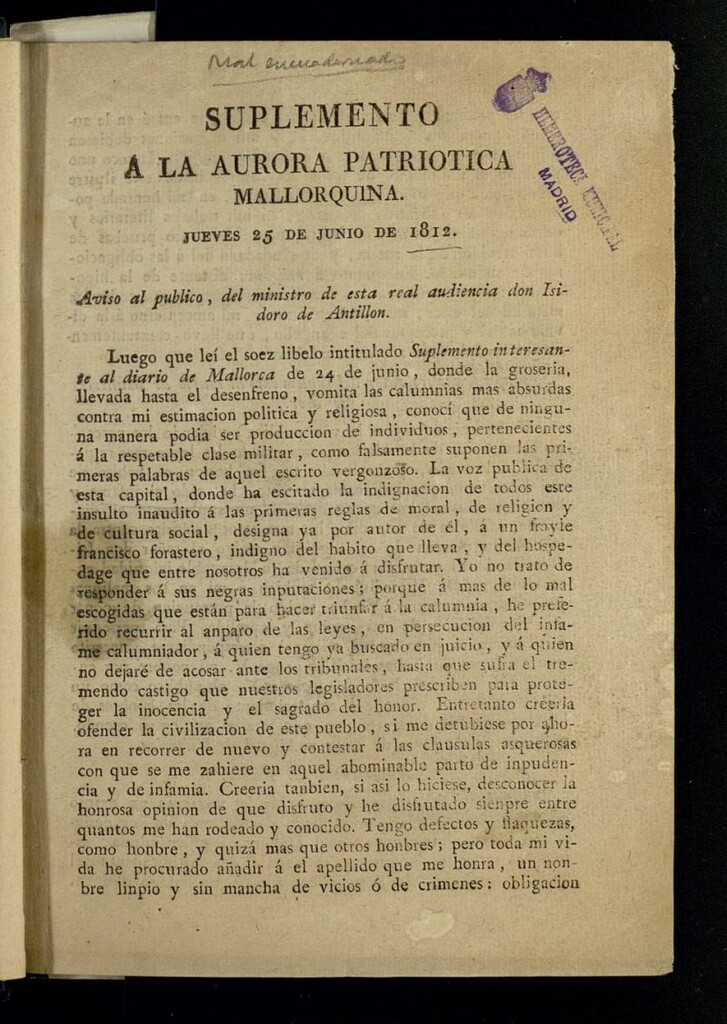 Mal encuadernado
SUPLEMENTO
A LA AURORA PATRIOTICA
MALLORQUINA.
JUEVES 25 DE JUNIO DE 1812.
HEMEROTECA MUNICIPAL
MADRID
Aviso al publico, del ministro de esta real audiencia don Isi-
doro de Antillon.
Luego que leí el soez libelo intitulado Suplemento interesan-
te al diario de Mallorca de 24 de junio, donde la groseria,
llevada hasta el desenfreno, vomita las calumnias mas absurdas
contra mi estimacion politica y religiosa, conocí que de ningu-
na manera podia ser produccion de individuos, pertenecientes
á la respetable clase militar, como falsamente suponen las pri-
meras palabras de aquel escrito vergonzoso. La voz publica de
esta capital, donde ha escitado la indignacion de todos este
insulto inaudito á las primeras reglas de moral, de religion y
de cultura social, designa ya por autor de él, á un frayle
francisco forastero, indigno del habito que lleva, y del hospe-
dage que entre nosotros ha venido á disfrutar. Yo no trato de
responder á sus negras inputaciones; porque á mas de lo mal
escogidas que están para hacer triunfar á la calumnia, he prefe-
rido recurrir al anparo de las leyes, en persecucion del infa-
me calumniador, á quien tengo ya buscado en juicio, y á quien
no dejaré de acosar ante los tribunales, hasta que sufra el tre-
mendo castigo que nuestros legisladores prescriben para prote-
ger la inocencia y el sagrado del honor. Entretanto creeria
ofender la civilizacion de este pueblo, si me detubiese por aho-
ra en recorrer de nuevo y contestar á las clausulas asquerosas
con que se me zahiere en aquel abominable parto de inpuden-
cia y de infamia. Creeria tanbien, si asi lo hiciese, desconocer la
honrosa opinion de que disfruto y he disfrutado sienpre entre
quantos me han rodeado y conocido. Tengo defectos y flaquezas,
como honbre, y quizá mas que otros honbres; pero toda mi vi-
da he procurado añadir á el apellido que me honra, un non-
bre linpio y sin mancha de vicios ó de crimenes: obligacion